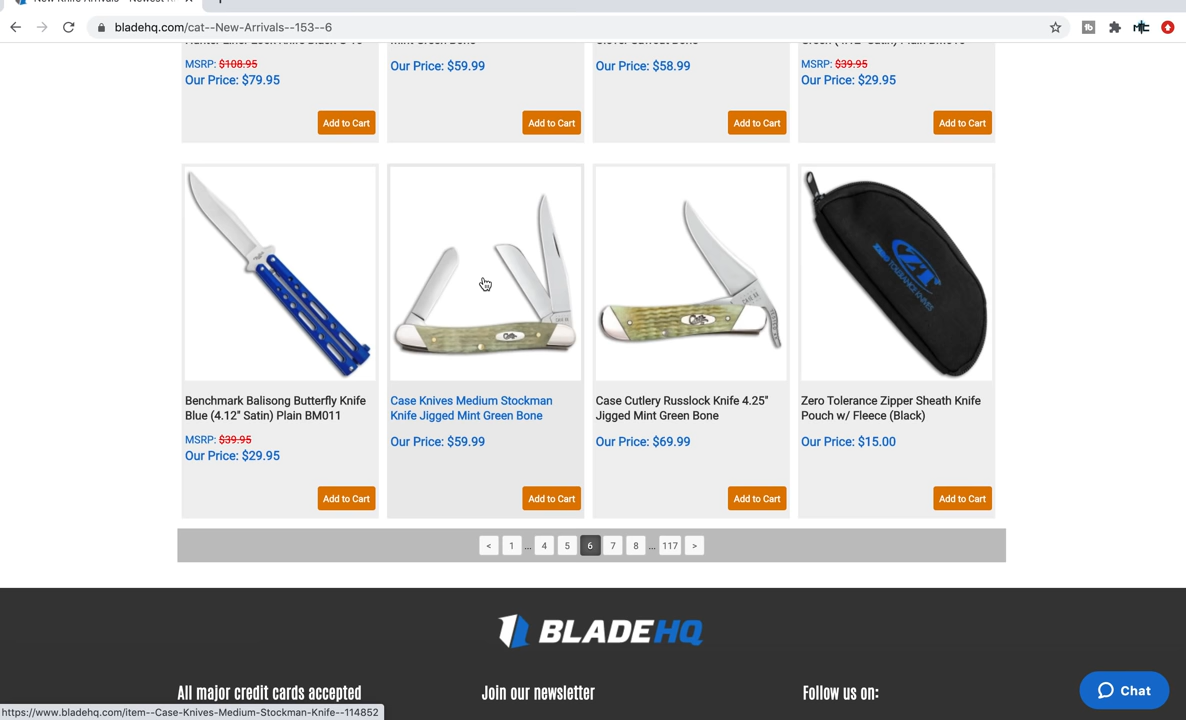 bladehq.com/cat--New-Arrivals--153--6
MSRP: $108.95
Our Price: $79.95
Add to Cart
Our Price: $59.99
Add to Cart
Our Price: $58.99
Add to Cart
MSRP: $39.95
Our Price: $29.95
Add to Cart
ZT
ZERO TOLERANCE KNIVES
Benchmark Balisong Butterfly Knife
Blue (4.12" Satin) Plain BM011
MSRP: $39.95
Our Price: $29.95
Add to Cart
Case Knives Medium Stockman
Knife Jigged Mint Green Bone
Our Price: $59.99
Add to Cart
Case Cutlery Russlock Knife 4.25"
Jigged Mint Green Bone
Our Price: $69.99
Add to Cart
Zero Tolerance Zipper Sheath Knife
Pouch w/ Fleece (Black)
Our Price: $15.00
Add to Cart
< 1 ... 4 5 6 7 8 ... 117 >
BLADEHQ
All major credit cards accepted
Join our newsletter
Follow us on:
Chat
https://www.bladehq.com/item--Case-Knives-Medium-Stockman-Knife--114852